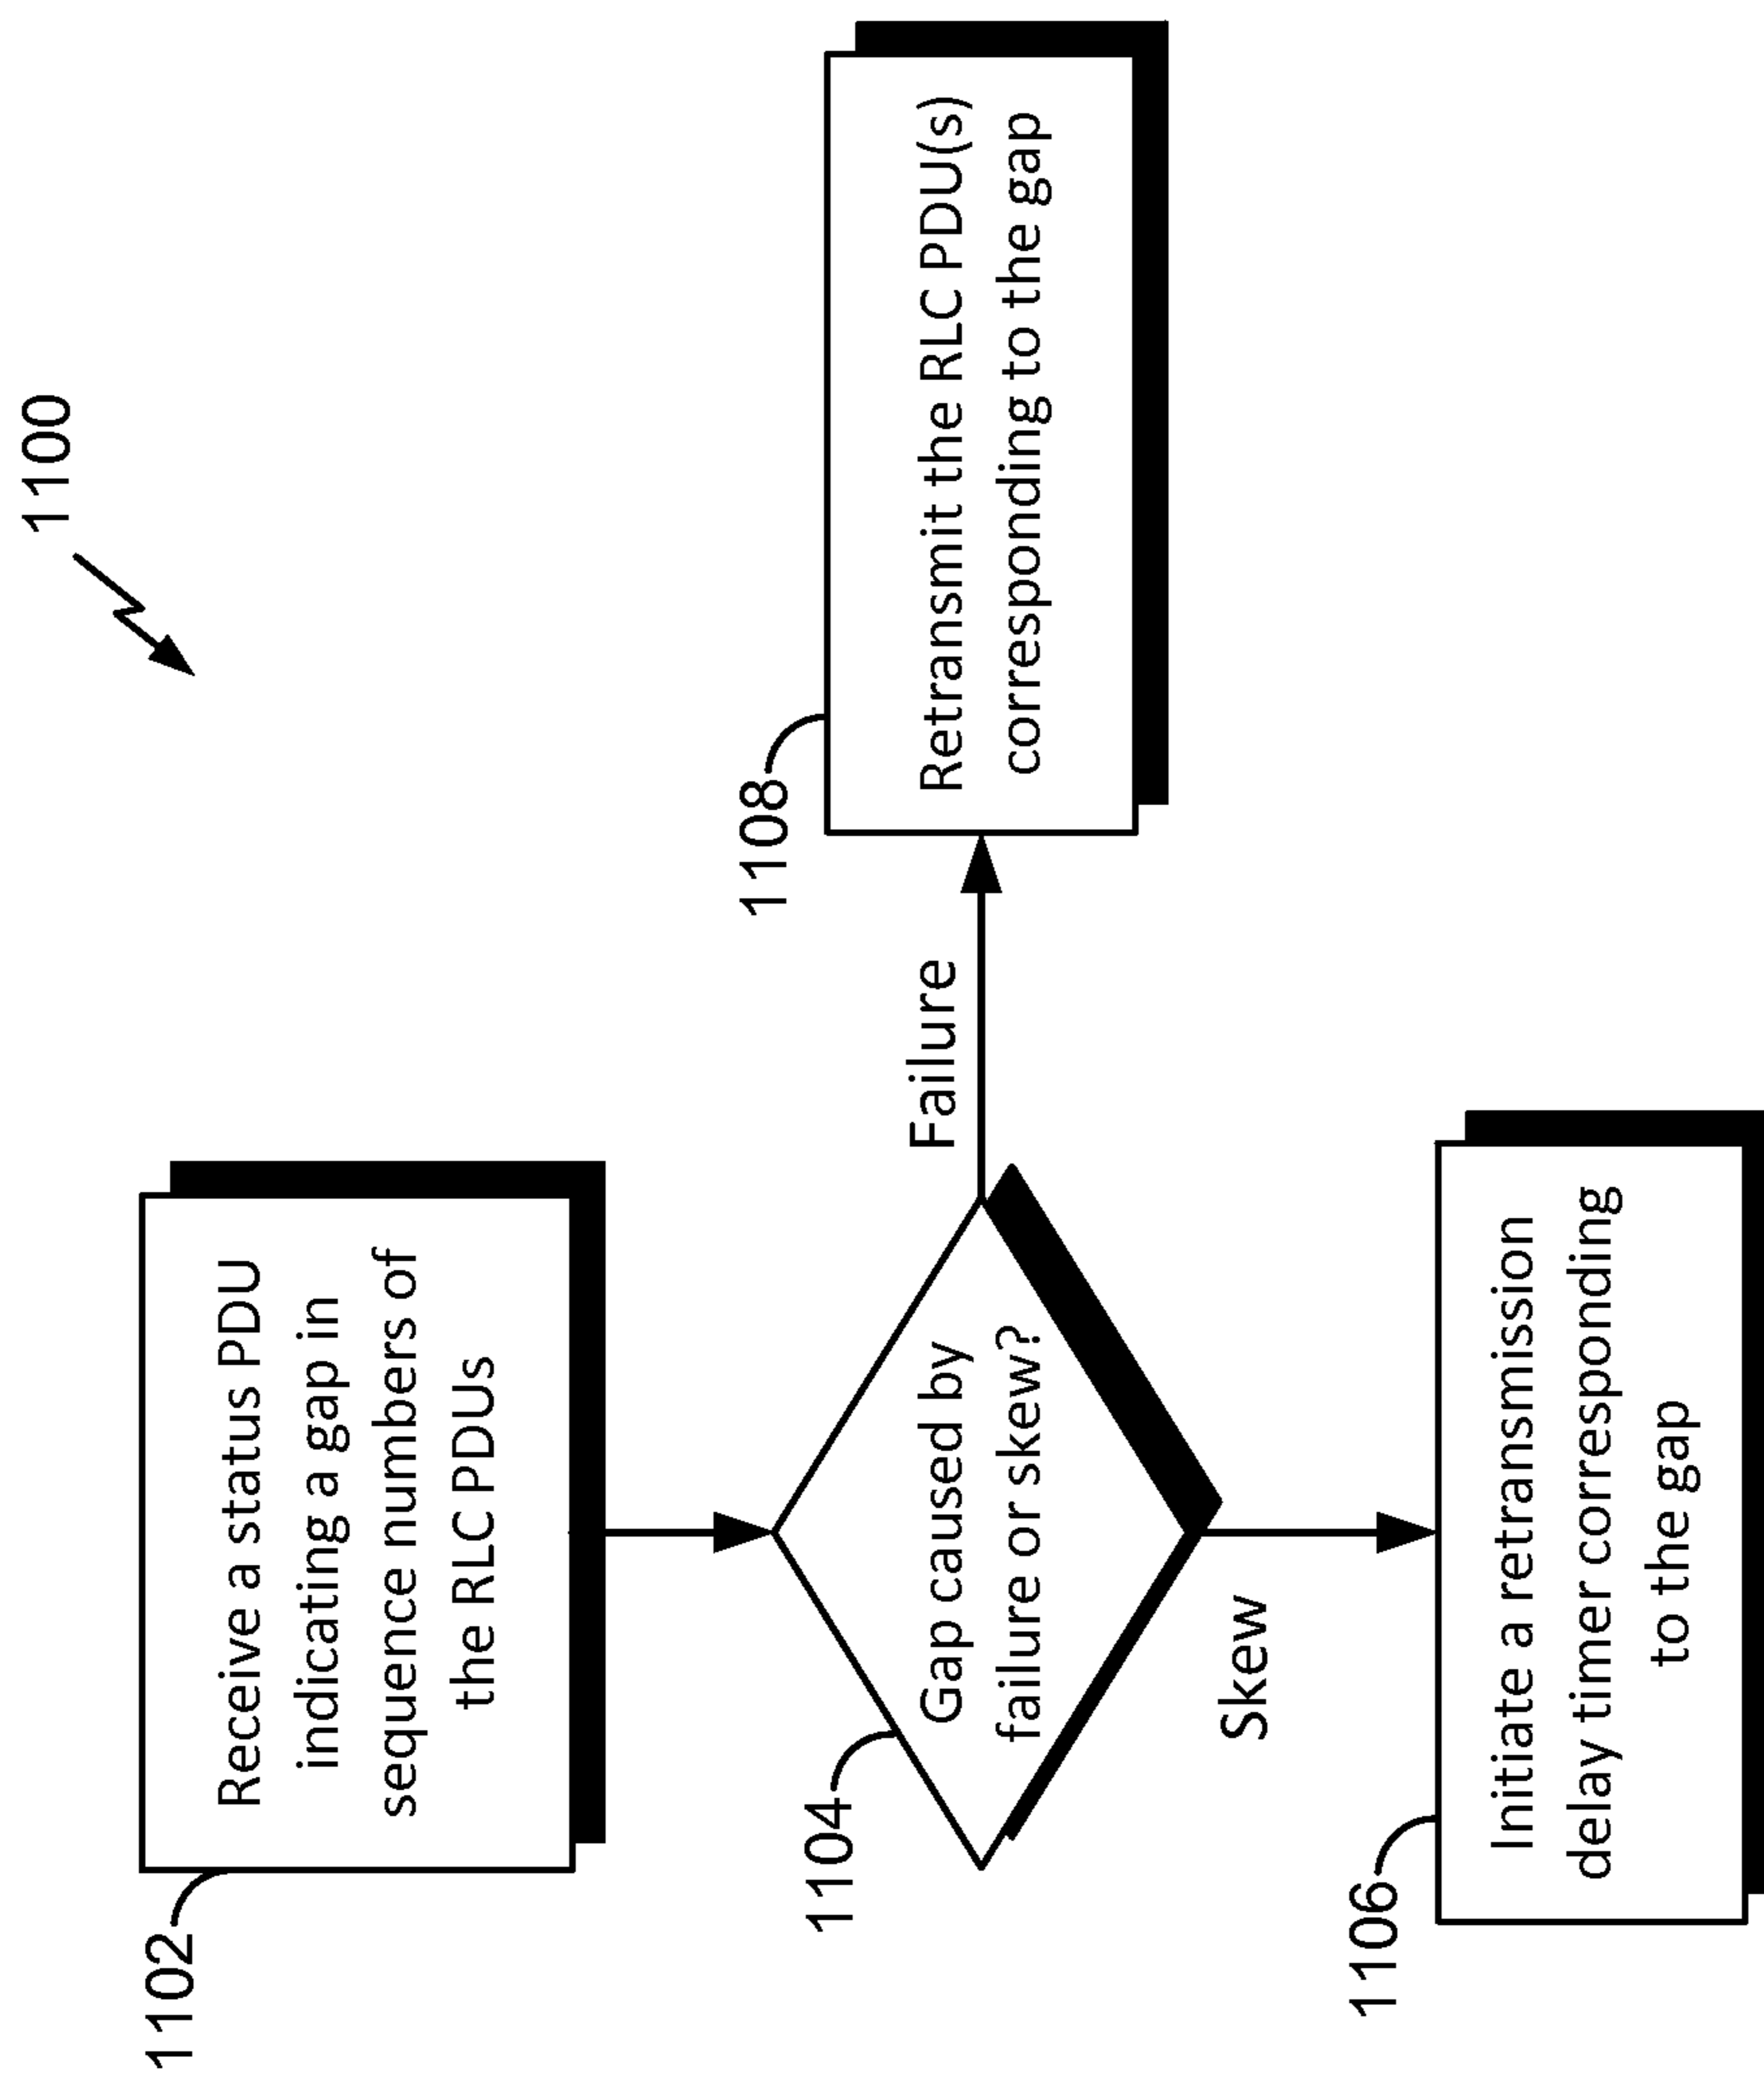 1100
1102
Receive a status PDU
indicating a gap in
sequence numbers of
the RLC PDUs
1104
Gap caused by
failure or skew?
Failure
1108
Retransmit the RLC PDU(s)
corresponding to the gap
Skew
1106
Initiate a retransmission
delay timer corresponding
to the gap